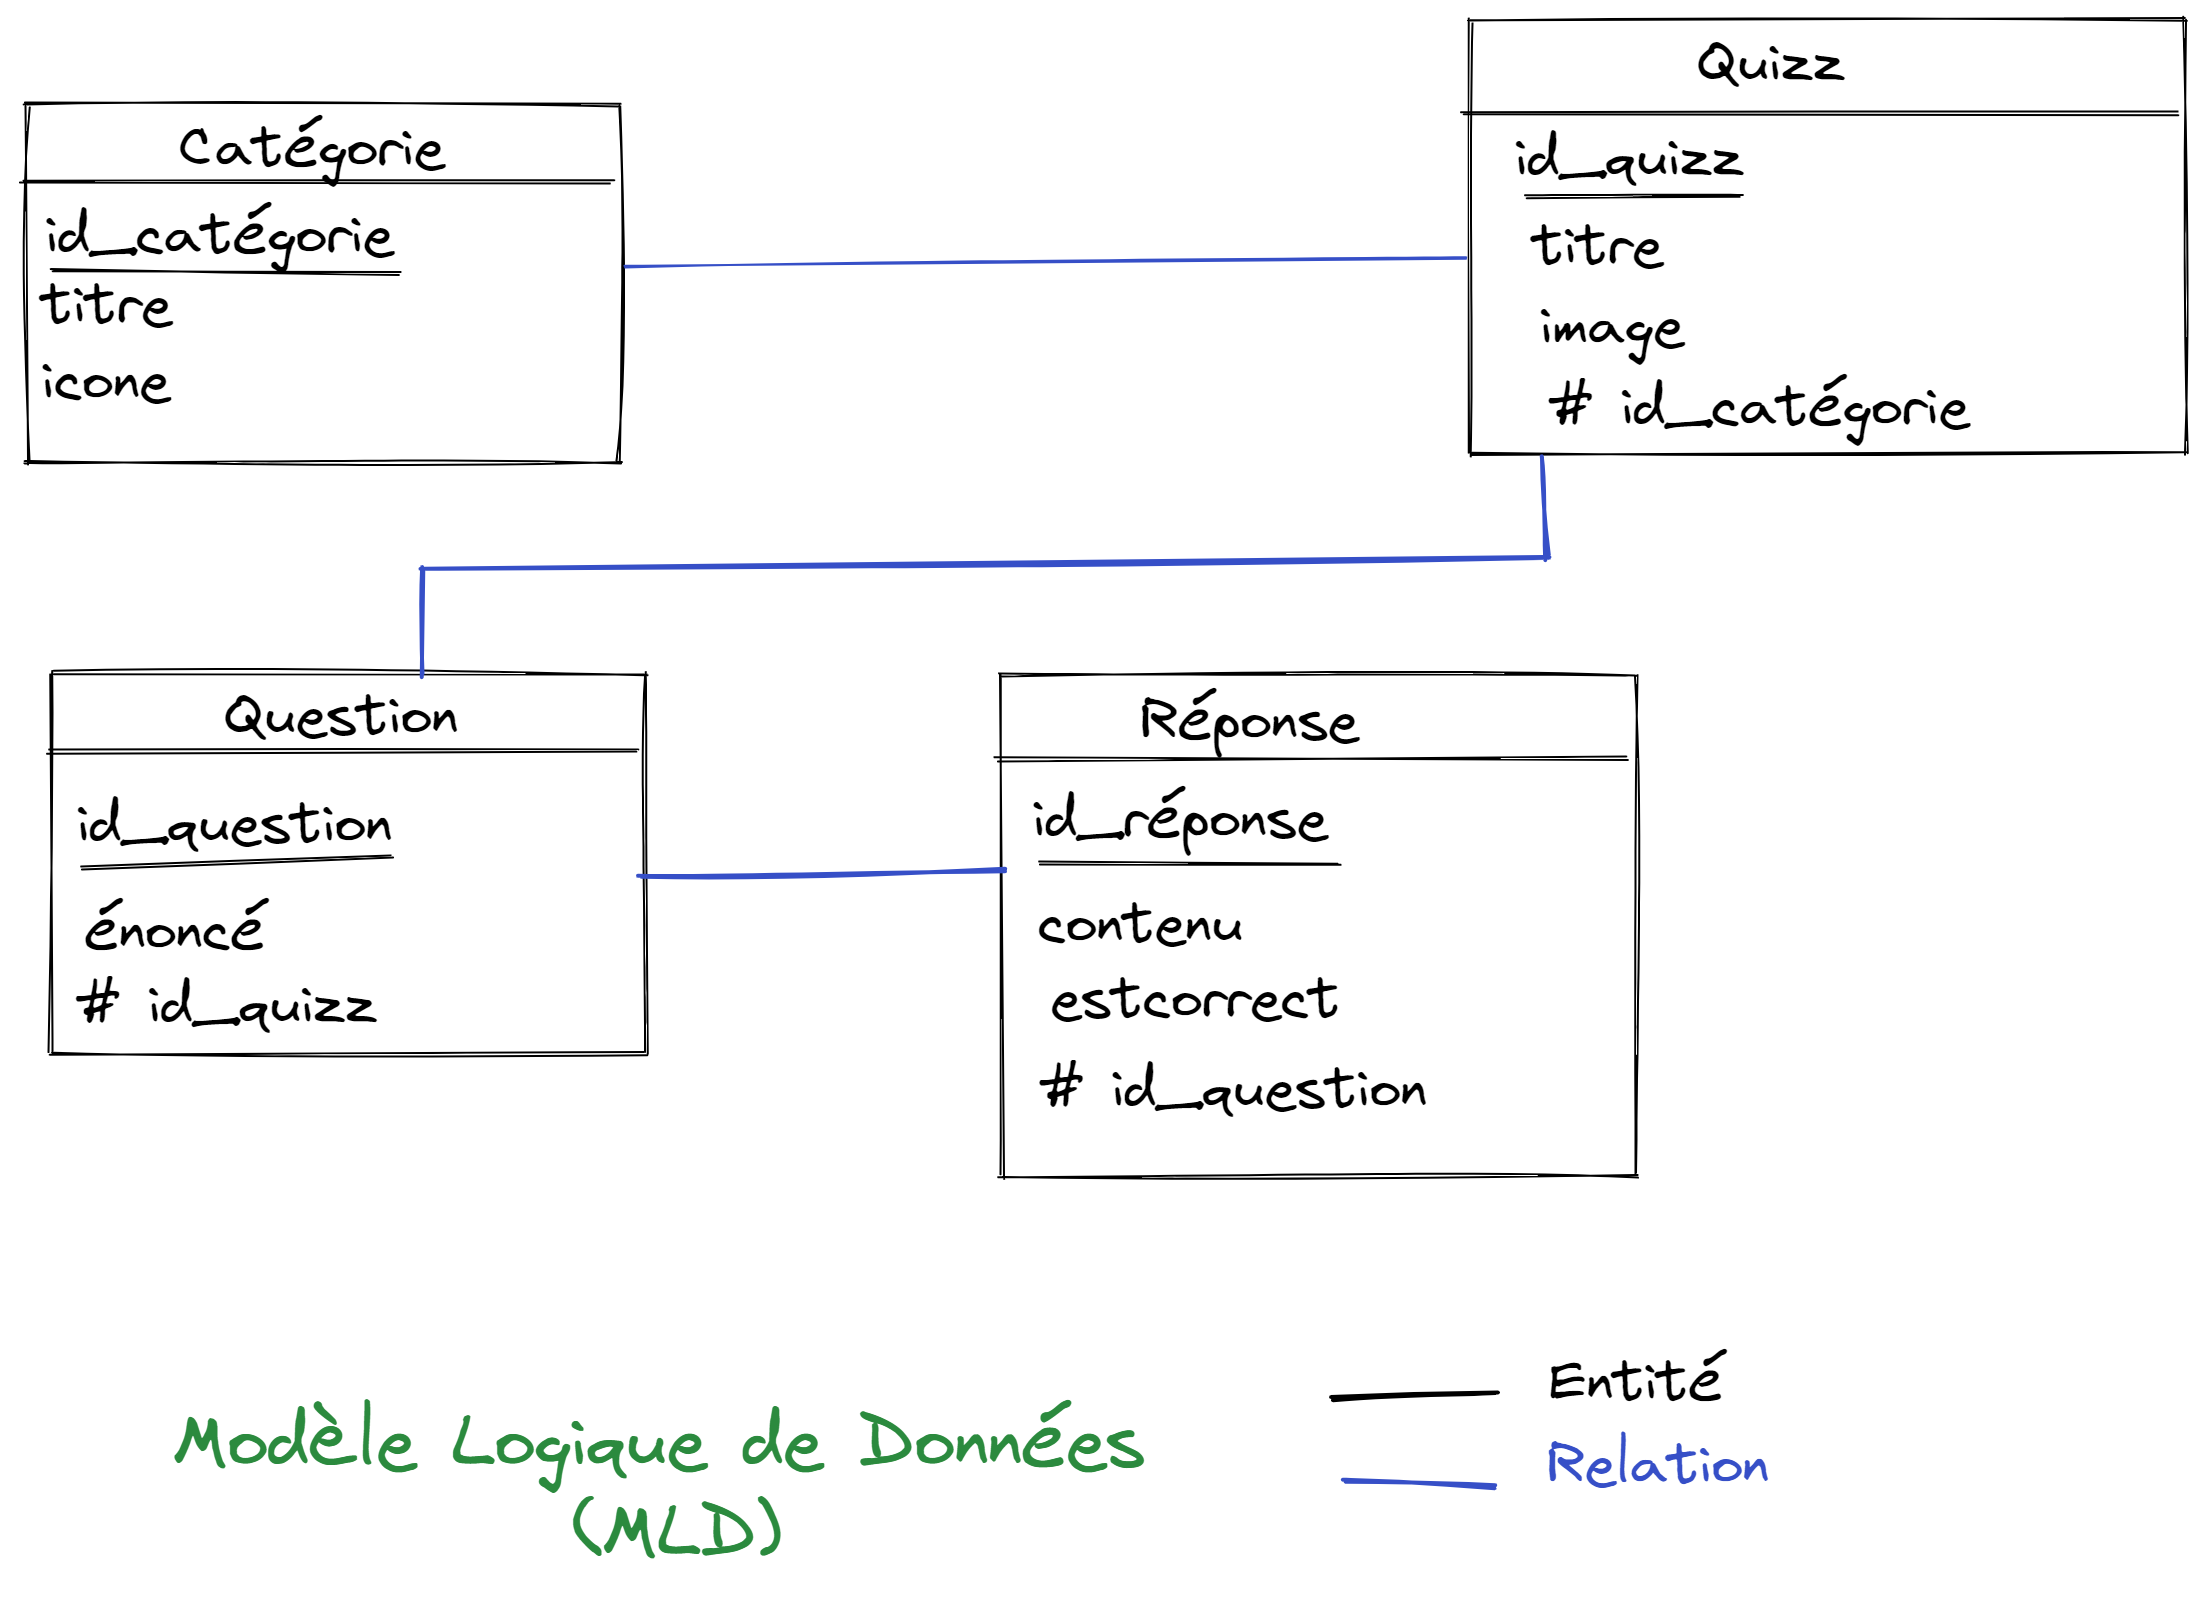 Catégorie
id_catégorie
titre
icone
Quizz
id_quizz
titre
image
# id_catégorie
Question
id_question
énoncé
# id_quizz
Réponse
id_réponse
contenu
estcorrect
# id_question
Modèle Logique de Données
(MLD)
Entité
Relation